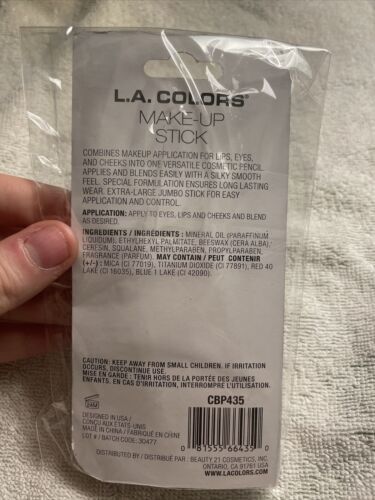 L.A. COLORS®
MAKE-UP
STICK
COMBINES MAKEUP APPLICATION FOR LIPS, EYES,
AND CHEEKS INTO ONE VERSATILE COSMETIC PENCIL.
APPLIES AND BLENDS EASILY WITH A SILKY SMOOTH
FEEL. SPECIAL FORMULATION ENSURES LONG LASTING
WEAR. EXTRA-LARGE JUMBO STICK FOR EASY
APPLICATION AND CONTROL.
APPLICATION: APPLY TO EYES, LIPS AND CHEEKS AND BLEND
AS DESIRED.
INGREDIENTS / INGRÉDIENTS : MINERAL OIL (PARAFFINUM
LIQUIDUM), ETHYLHEXYL PALMITATE, BEESWAX (CERA ALBA),
CERESIN, SQUALANE, METHYLPARABEN, PROPYLPARABEN,
FRAGRANCE (PARFUM). MAY CONTAIN / PEUT CONTENIR
(+/-) : MICA (CI 77019), TITANIUM DIOXIDE (CI 77891), RED 40
LAKE (CI 16035), BLUE 1 LAKE (CI 42090).
CAUTION: KEEP AWAY FROM SMALL CHILDREN. IF IRRITATION
OCCURS, DISCONTINUE USE.
MISE EN GARDE : TENIR HORS DE LA PORTÉE DES JEUNES
ENFANTS. EN CAS D'IRRITATION, INTERROMPRE L'UTILISATION.
24M
CBP435
DESIGNED IN USA /
CONÇU AUX ÉTATS-UNIS
MADE IN CHINA / FABRIQUÉ EN CHINE
LOT # / BATCH CODE: 30477
0 81555 66435 0
DISTRIBUTED BY / DISTRIBUÉ PAR : BEAUTY 21 COSMETICS, INC.
ONTARIO, CA 91761 USA
WWW.LACOLORS.COM